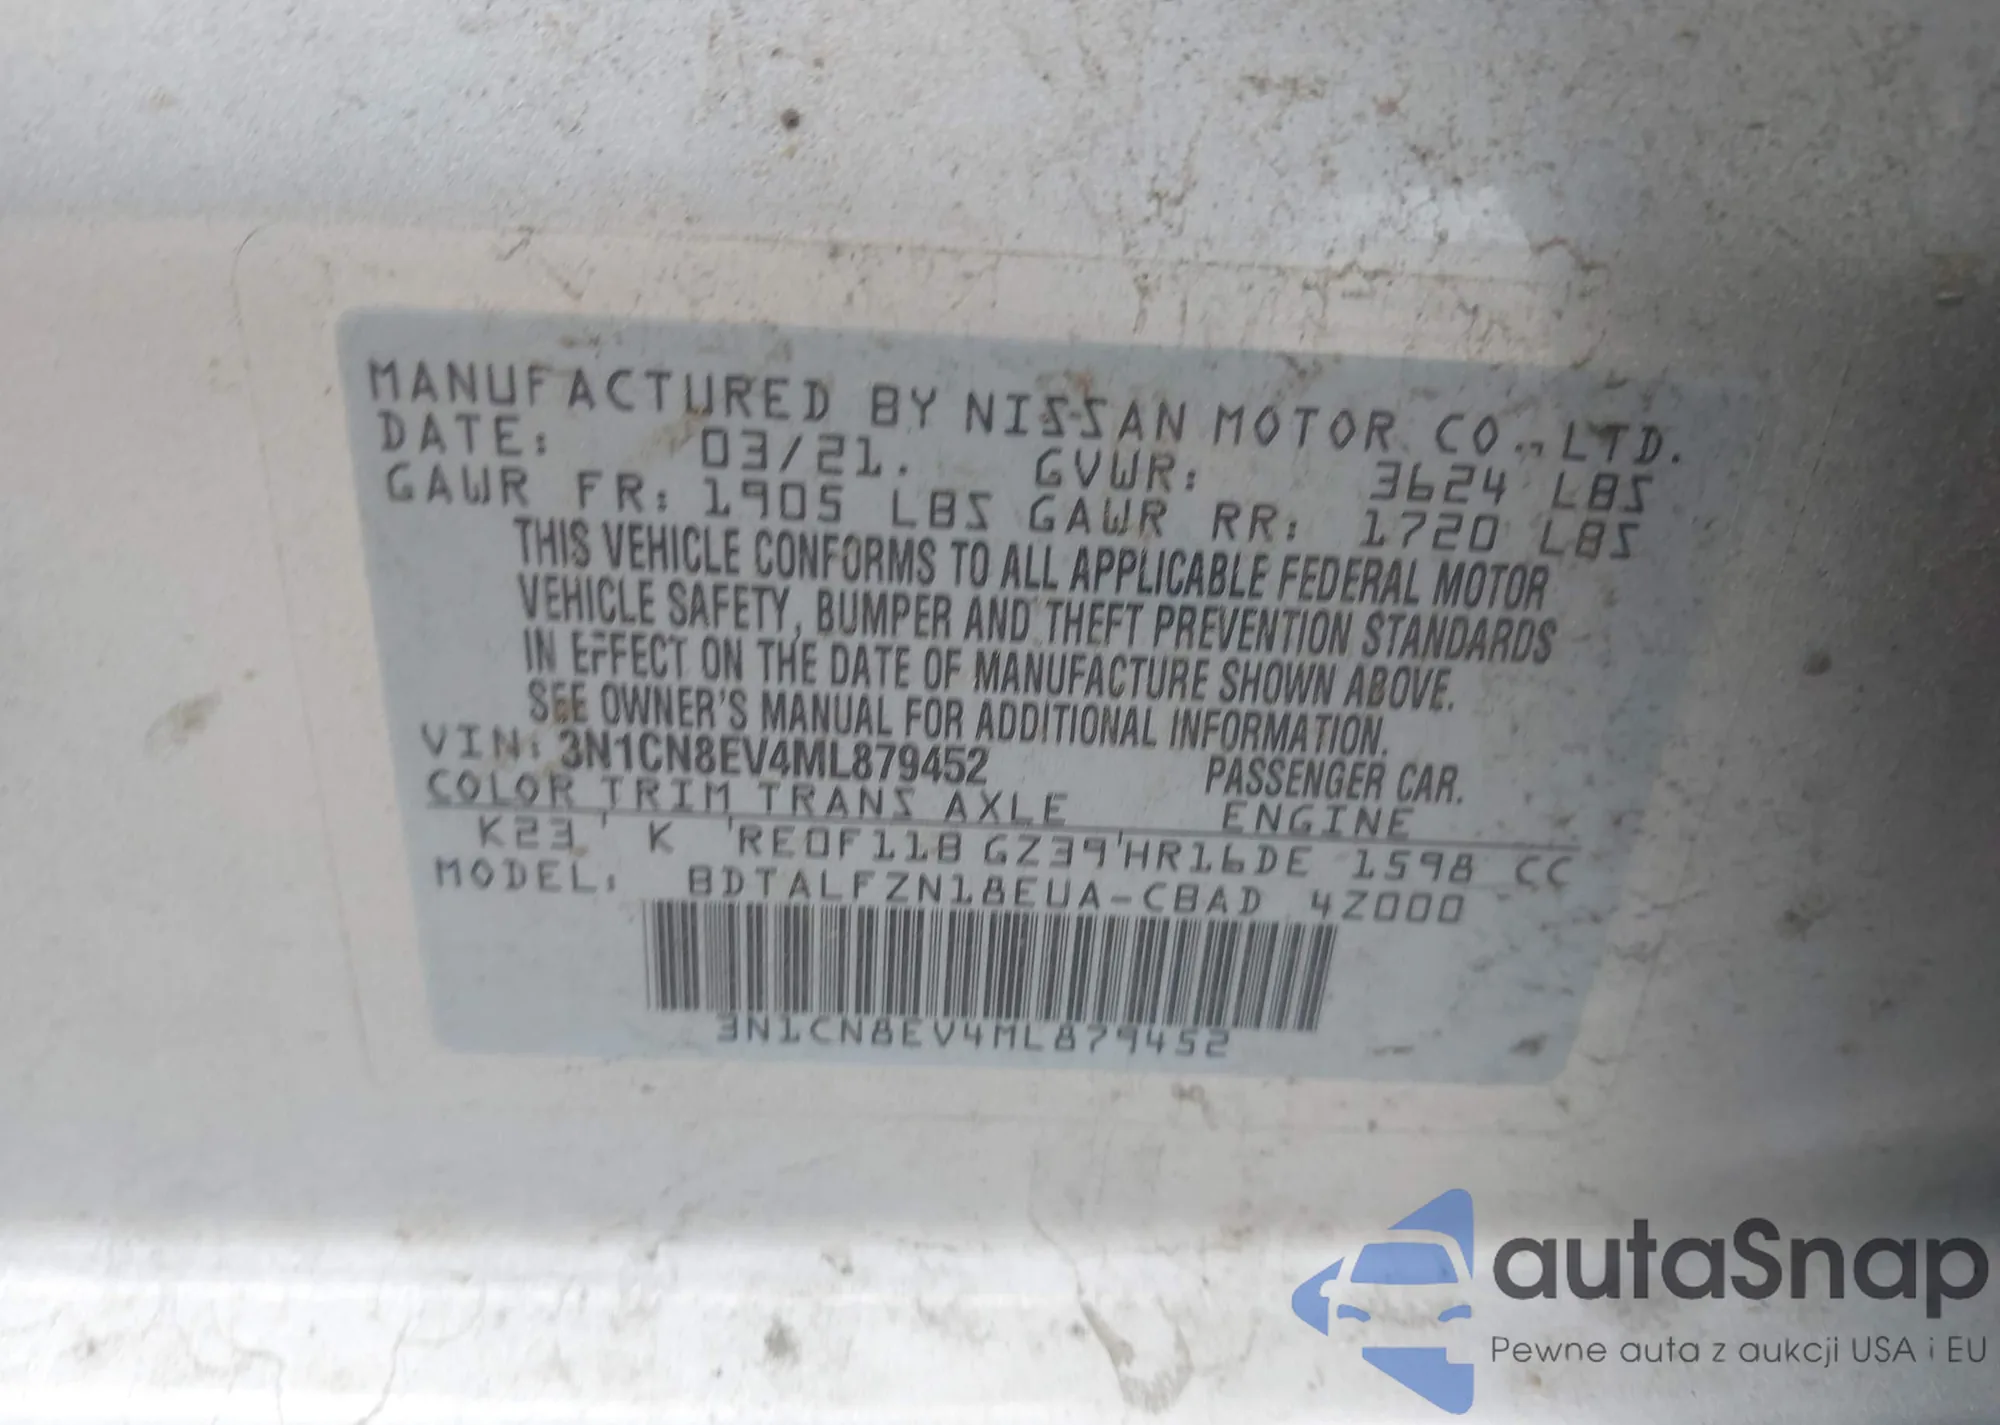 MANUFACTURED BY NISSAN MOTOR CO., LTD.
DATE: 03/21. GVWR: 3624 LBS
GAWR FR: 1905 LBS GAWR RR: 1720 LBS
THIS VEHICLE CONFORMS TO ALL APPLICABLE FEDERAL MOTOR
VEHICLE SAFETY, BUMPER AND THEFT PREVENTION STANDARDS
IN EFFECT ON THE DATE OF MANUFACTURE SHOWN ABOVE.
SEE OWNER'S MANUAL FOR ADDITIONAL INFORMATION.
VIN: 3N1CN8EV4ML879452 PASSENGER CAR.
COLOR TRIM TRANS AXLE ENGINE
K23 ' K 'RE0F11B GZ39'HR16DE 1598 CC
MODEL: BDTALFZN18EUA-CBAD 4Z000
3N1CN8EV4ML879452
autaSnap
Pewne auta z aukcji USA i EU